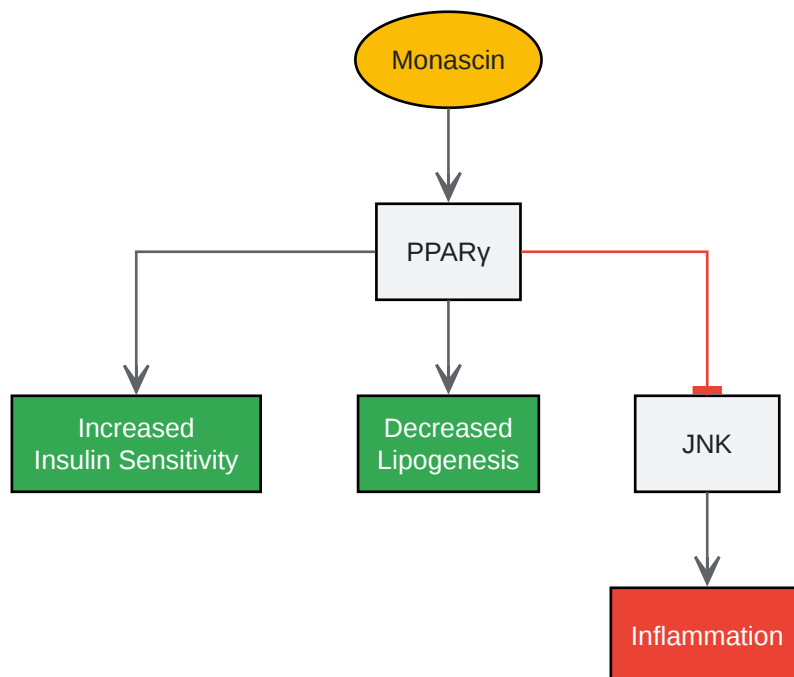 Monascin
PPARγ
Increased
Insulin Sensitivity
Decreased
Lipogenesis
JNK
Inflammation